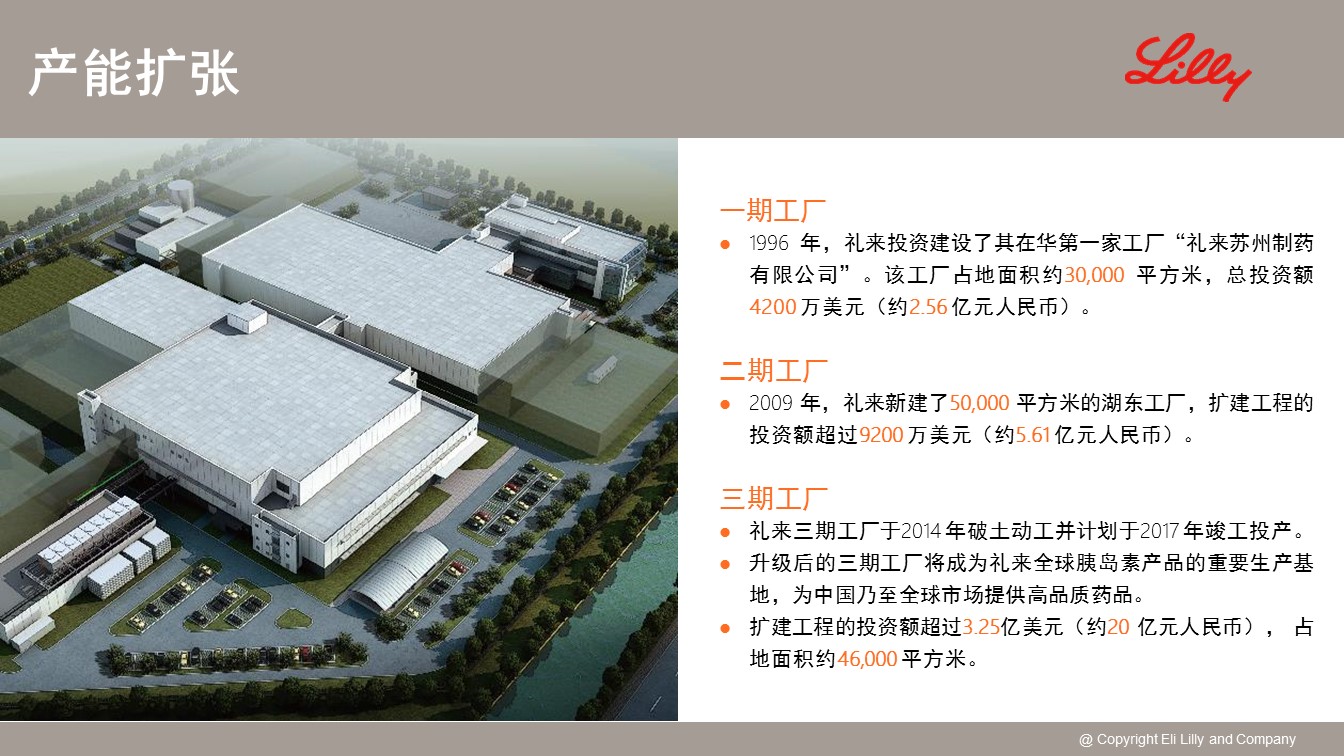 产能扩张
Lilly
一期工厂
● 1996 年，礼来投资建设了其在华第一家工厂“礼来苏州制药
有限公司”。该工厂占地面积约30,000 平方米，总投资额
4200万美元（约2.56亿元人民币）。
二期工厂
● 2009 年，礼来新建了50,000 平方米的湖东工厂，扩建工程的
投资额超过9200万美元（约5.61亿元人民币）。
三期工厂
● 礼来三期工厂于2014年破土动工并计划于2017年竣工投产。
● 升级后的三期工厂将成为礼来全球胰岛素产品的重要生产基
地，为中国乃至全球市场提供高品质药品。
● 扩建工程的投资额超过3.25亿美元（约20 亿元人民币）， 占
地面积约46,000平方米。
@ Copyright Eli Lilly and Company